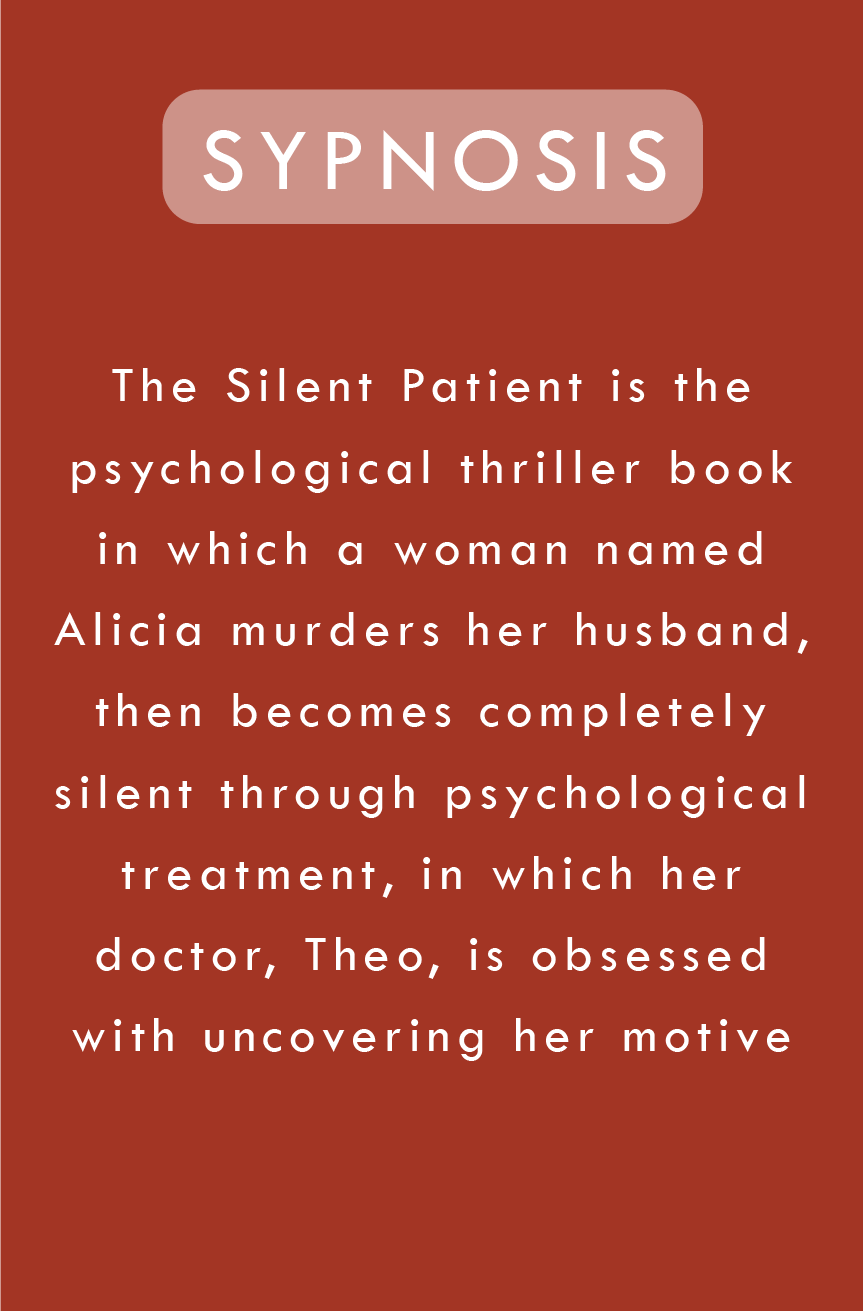 SYPNOSIS
The Silent Patient is the
psychological thriller book
in which a woman named
Alicia murders her husband,
then becomes completely
silent through psychological
treatment, in which her
doctor, Theo, is obsessed
with uncovering her motive